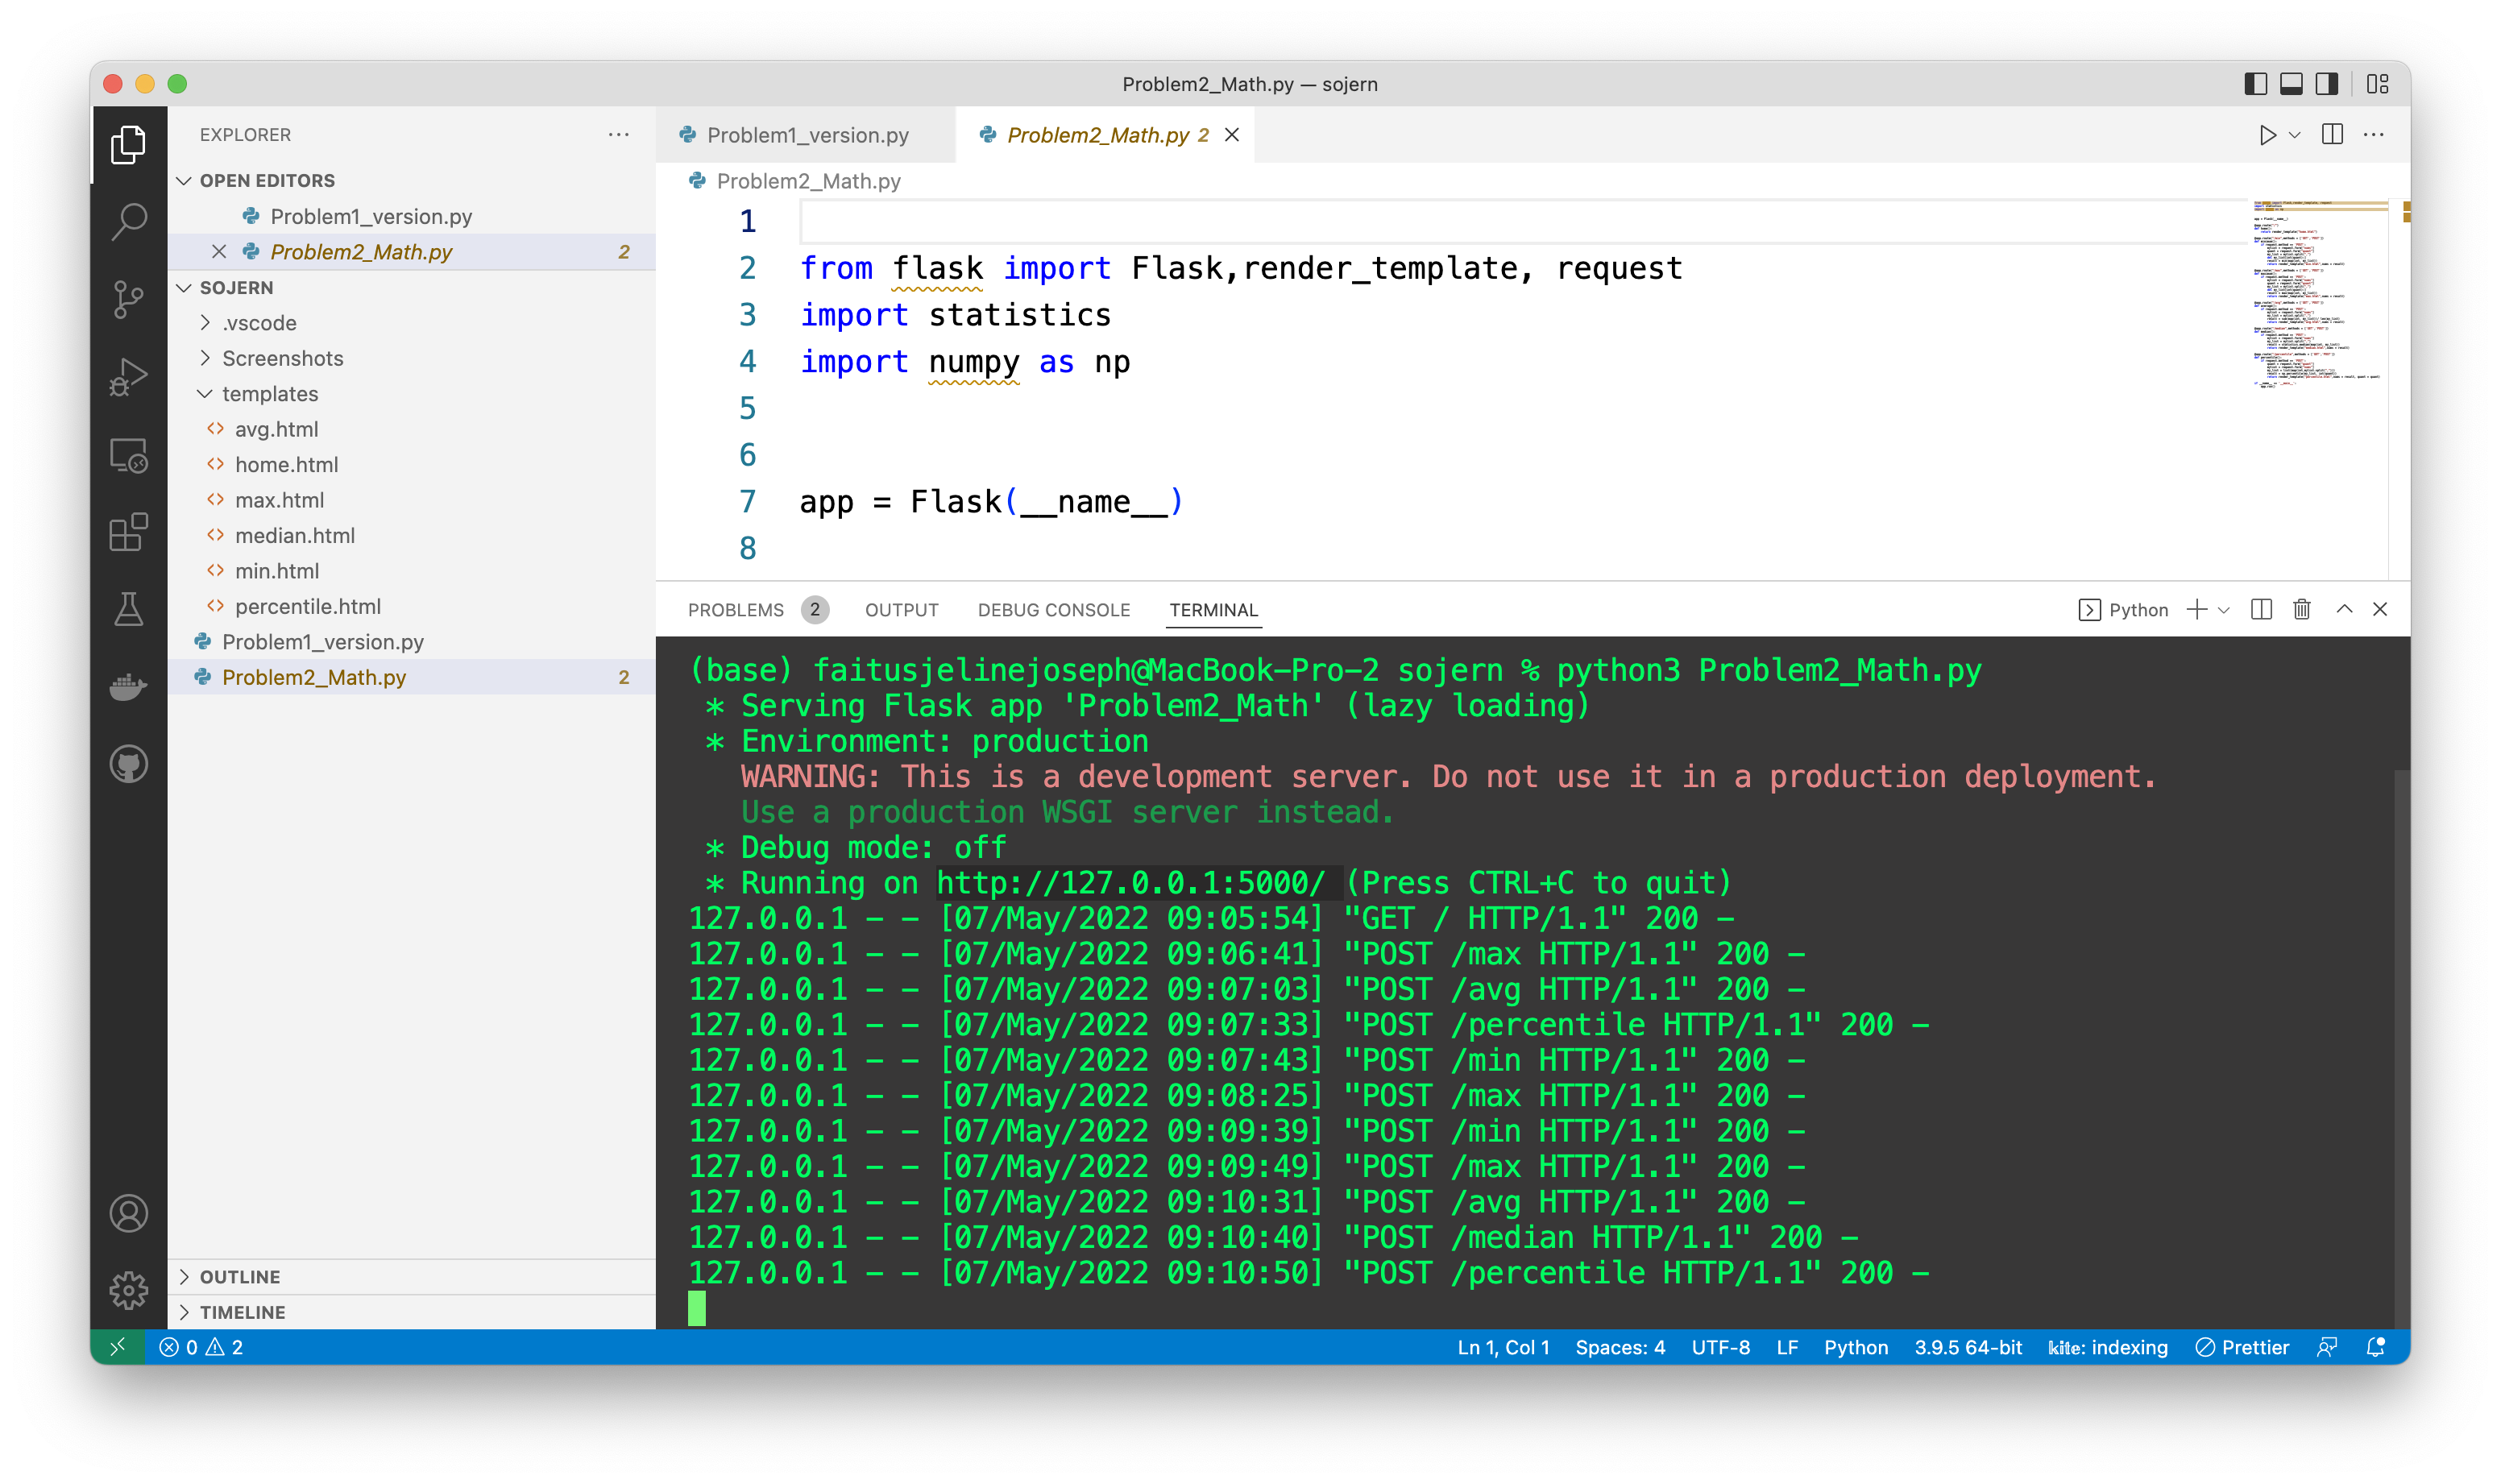 Problem2_Math.py — sojern
EXPLORER
OPEN EDITORS
Problem1_version.py
Problem2_Math.py 2
SOJERN
.vscode
Screenshots
templates
avg.html
home.html
max.html
median.html
min.html
percentile.html
Problem1_version.py
Problem2_Math.py 2
OUTLINE
TIMELINE
Problem1_version.py
Problem2_Math.py 2
Problem2_Math.py
1
2 from flask import Flask,render_template, request
3 import statistics
4 import numpy as np
5
6
7 app = Flask(__name__)
8
PROBLEMS 2 OUTPUT DEBUG CONSOLE TERMINAL Python
(base) faitusjelinejoseph@MacBook-Pro-2 sojern % python3 Problem2_Math.py
* Serving Flask app 'Problem2_Math' (lazy loading)
* Environment: production
WARNING: This is a development server. Do not use it in a production deployment.
Use a production WSGI server instead.
* Debug mode: off
* Running on http://127.0.0.1:5000/ (Press CTRL+C to quit)
127.0.0.1 - - [07/May/2022 09:05:54] "GET / HTTP/1.1" 200 -
127.0.0.1 - - [07/May/2022 09:06:41] "POST /max HTTP/1.1" 200 -
127.0.0.1 - - [07/May/2022 09:07:03] "POST /avg HTTP/1.1" 200 -
127.0.0.1 - - [07/May/2022 09:07:33] "POST /percentile HTTP/1.1" 200 -
127.0.0.1 - - [07/May/2022 09:07:43] "POST /min HTTP/1.1" 200 -
127.0.0.1 - - [07/May/2022 09:08:25] "POST /max HTTP/1.1" 200 -
127.0.0.1 - - [07/May/2022 09:09:39] "POST /min HTTP/1.1" 200 -
127.0.0.1 - - [07/May/2022 09:09:49] "POST /max HTTP/1.1" 200 -
127.0.0.1 - - [07/May/2022 09:10:31] "POST /avg HTTP/1.1" 200 -
127.0.0.1 - - [07/May/2022 09:10:40] "POST /median HTTP/1.1" 200 -
127.0.0.1 - - [07/May/2022 09:10:50] "POST /percentile HTTP/1.1" 200 -
0 2 Ln 1, Col 1 Spaces: 4 UTF-8 LF Python 3.9.5 64-bit kite: indexing Prettier